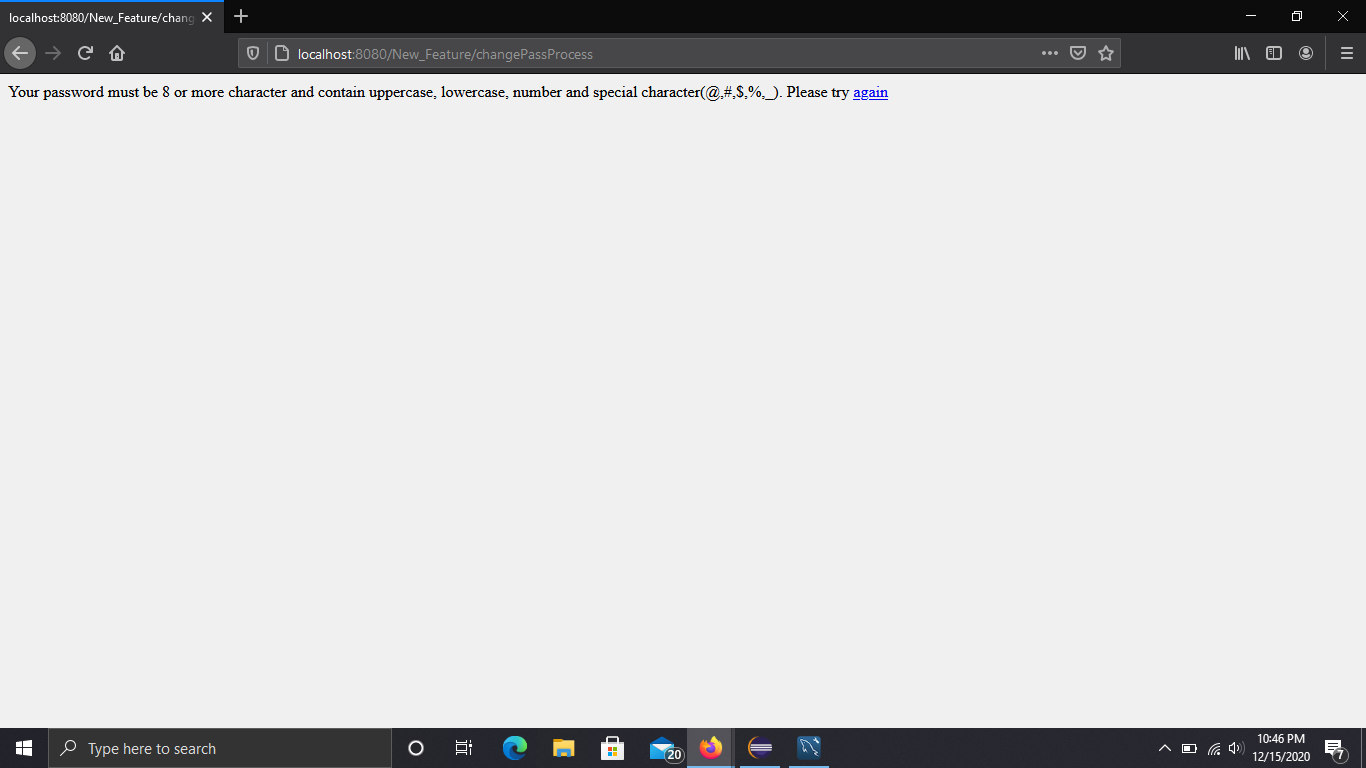 localhost:8080/New_Feature/chang
localhost:8080/New_Feature/changePassProcess
Your password must be 8 or more character and contain uppercase, lowercase, number and special character(@,#,$,%,_). Please try again
Type here to search
20
10:46 PM
12/15/2020
7